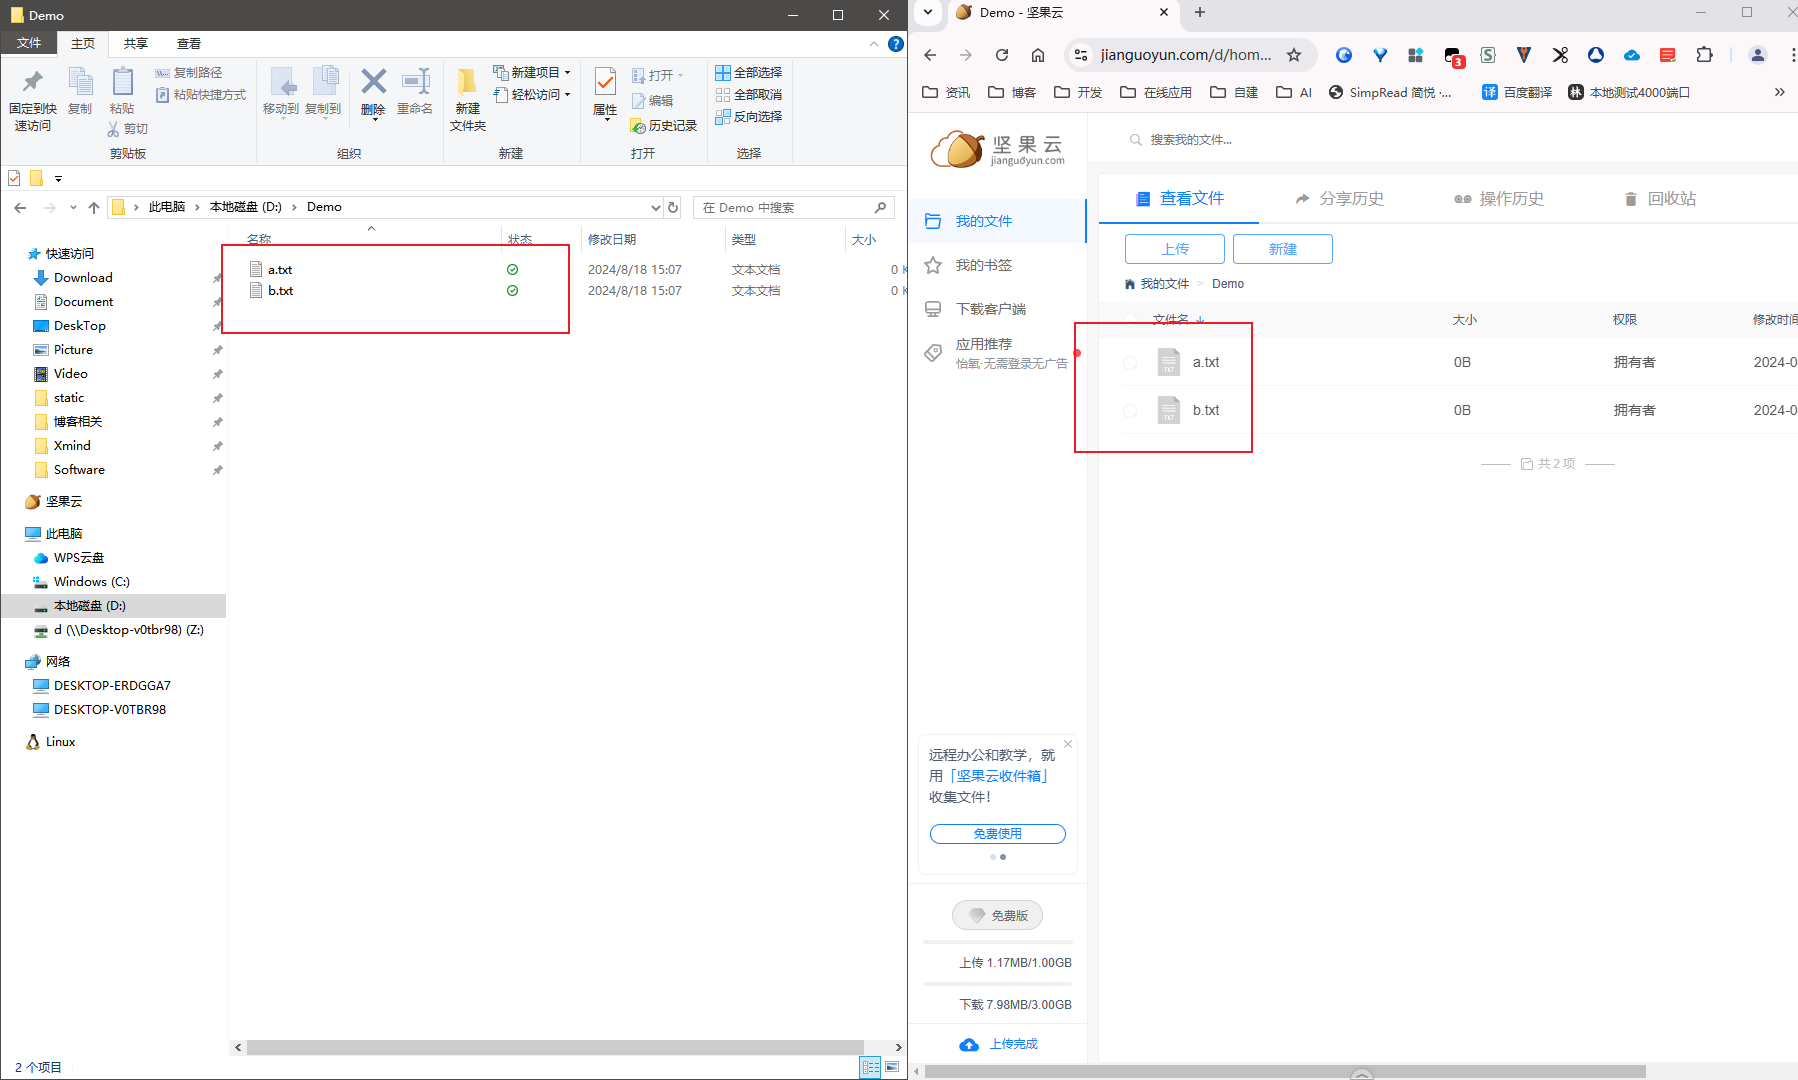 Demo
文件 主页 共享 查看
固定到快
速访问
复制
粘贴
复制路径
粘贴快捷方式
剪切
剪贴板
移动到
复制到
删除
重命名
组织
新建
文件夹
新建项目
轻松访问
新建
属性
打开
编辑
历史记录
打开
全部选择
全部取消
反向选择
选择
此电脑 本地磁盘 (D:) Demo
在 Demo 中搜索
名称 状态 修改日期 类型 大小
a.txt 2024/8/18 15:07 文本文档 0 K
b.txt 2024/8/18 15:07 文本文档 0 K
快速访问
Download
Document
DeskTop
Picture
Video
static
博客相关
Xmind
Software
坚果云
此电脑
WPS云盘
Windows (C:)
本地磁盘 (D:)
d (\\Desktop-v0tbr98) (Z:)
网络
DESKTOP-ERDGGA7
DESKTOP-V0TBR98
Linux
2 个项目
Demo - 坚果云
jianguoyun.com/d/hom...
3
资讯 博客 开发 在线应用 自建 AI SimpRead 简悦 ·... 译 百度翻译 林 本地测试4000端口
坚果云
jianguoyun.com
搜索我的文件...
我的文件
我的书签
下载客户端
应用推荐
怡氧·无需登录无广告
查看文件 分享历史 操作历史 回收站
上传 新建
我的文件 > Demo
文件名 大小 权限 修改时间
TXT a.txt 0B 拥有者 2024-0
TXT b.txt 0B 拥有者 2024-0
共 2 项
远程办公和教学，就
用「坚果云收件箱」
收集文件！
免费使用
免费版
上传 1.17MB/1.00GB
下载 7.98MB/3.00GB
上传完成